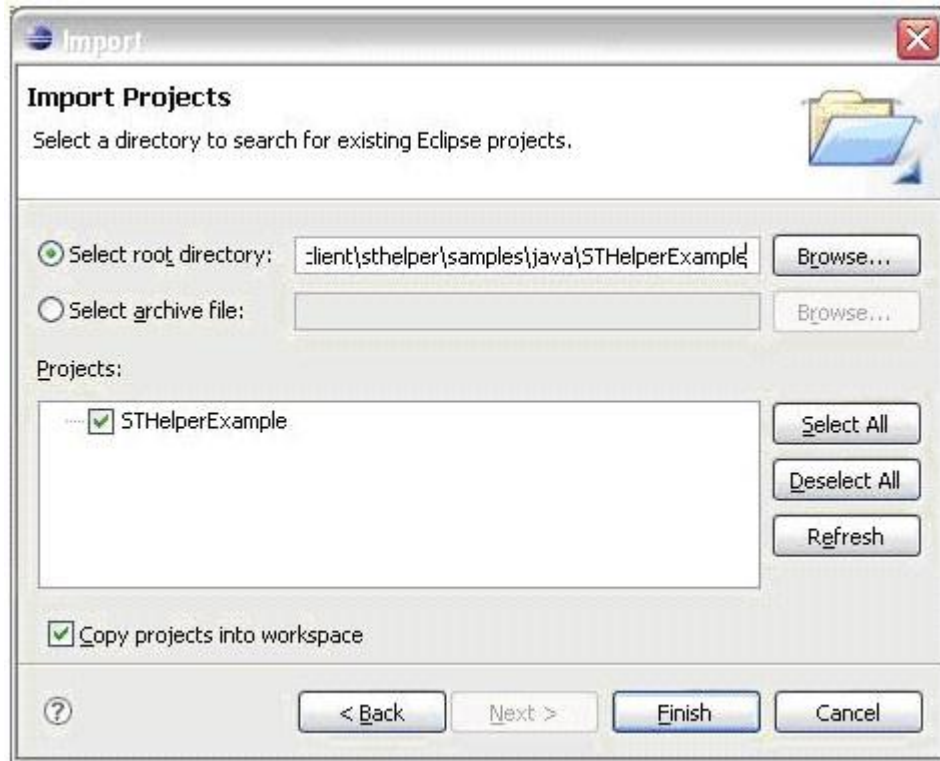 Import
Import Projects
Select a directory to search for existing Eclipse projects.
Select root directory: :lient\sthelper\samples\java\STHelperExample Browse...
Select archive file: Browse...
Projects:
STHelperExample
Select All
Deselect All
Refresh
Copy projects into workspace
? < Back Next > Finish Cancel